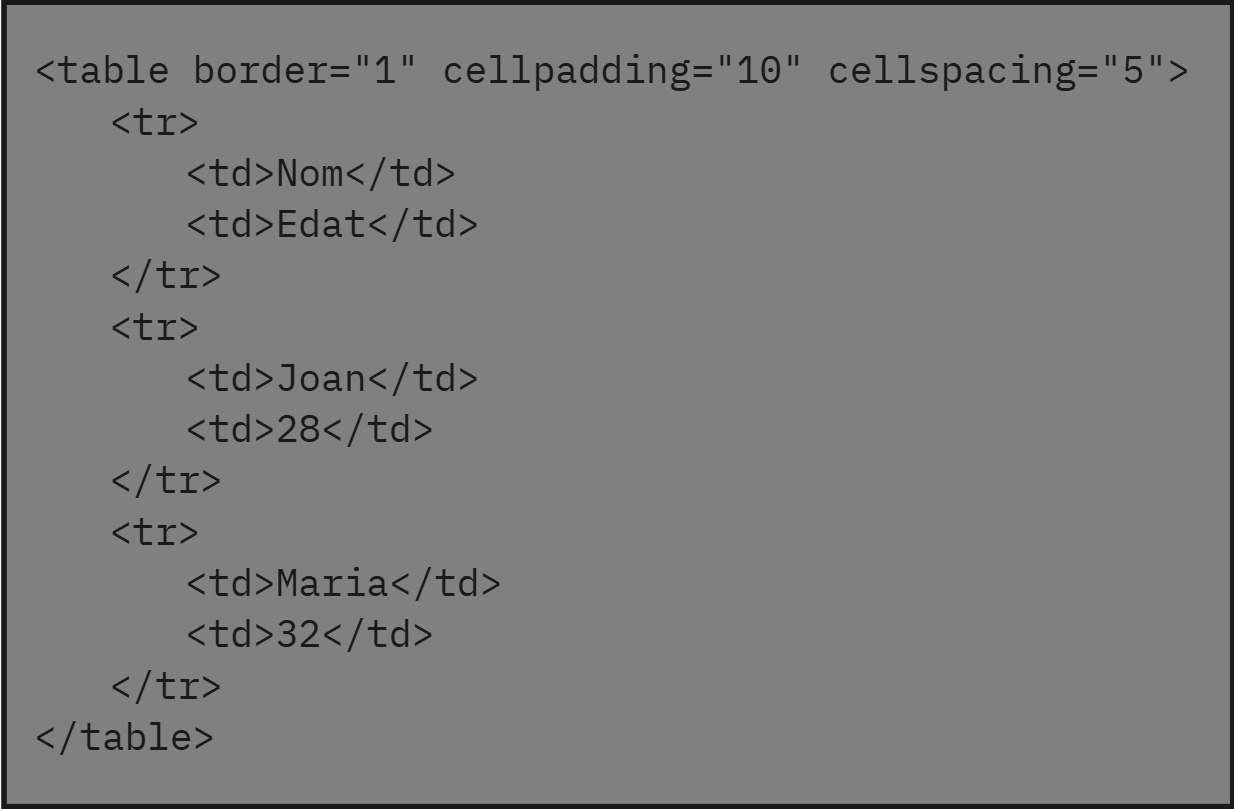 <table border="1" cellpadding="10" cellspacing="5">
<tr>
<td>Nom</td>
<td>Edat</td>
</tr>
<tr>
<td>Joan</td>
<td>28</td>
</tr>
<tr>
<td>Maria</td>
<td>32</td>
</tr>
</table>